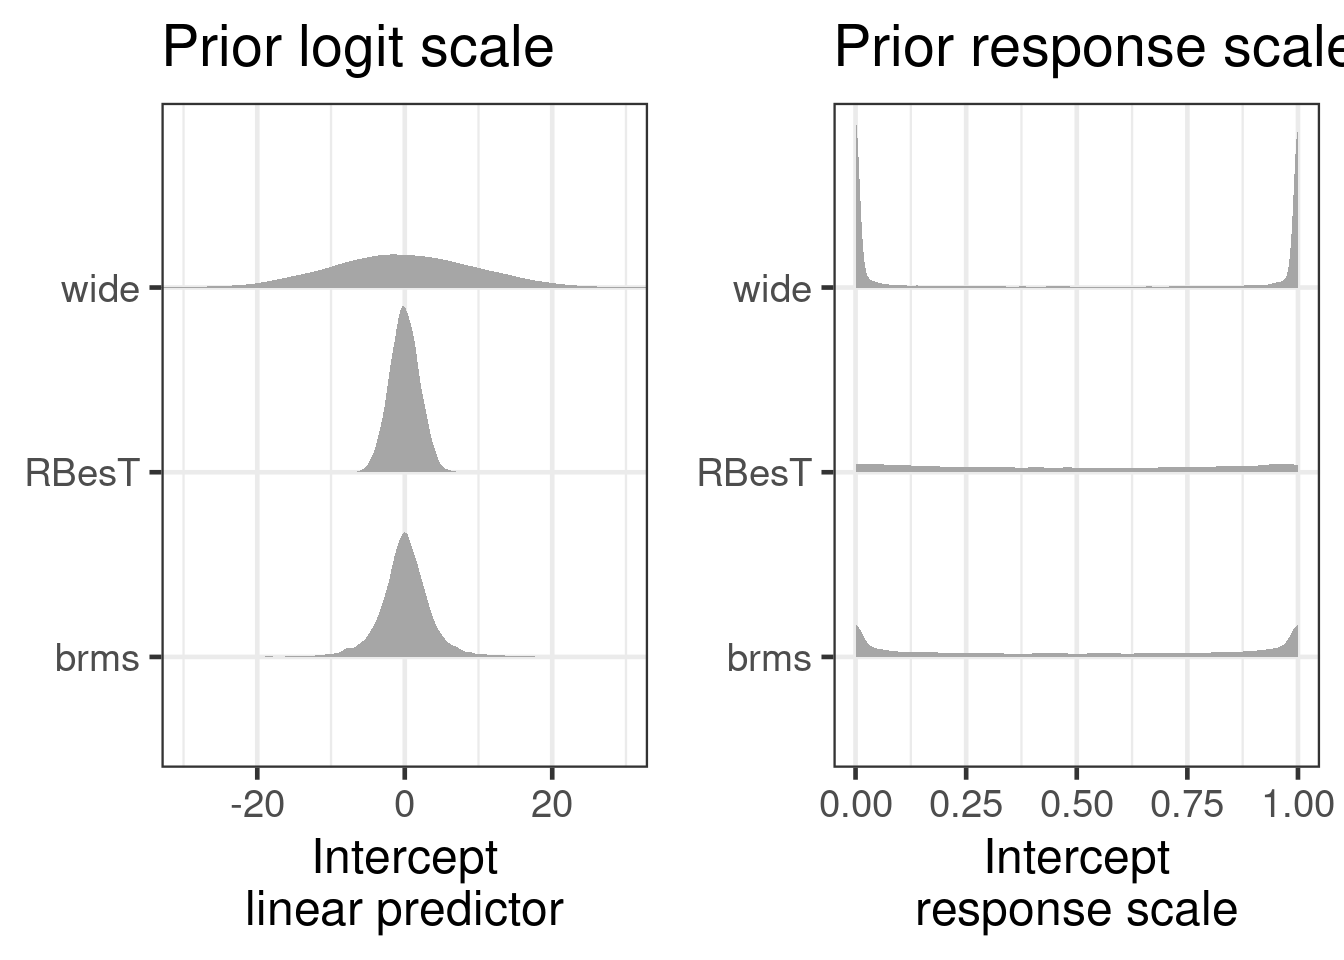 Prior logit scale
wide
RBesT
brms
-20 0 20
Intercept
linear predictor
Prior response scale
wide
RBesT
brms
0.00 0.25 0.50 0.75 1.00
Intercept
response scale